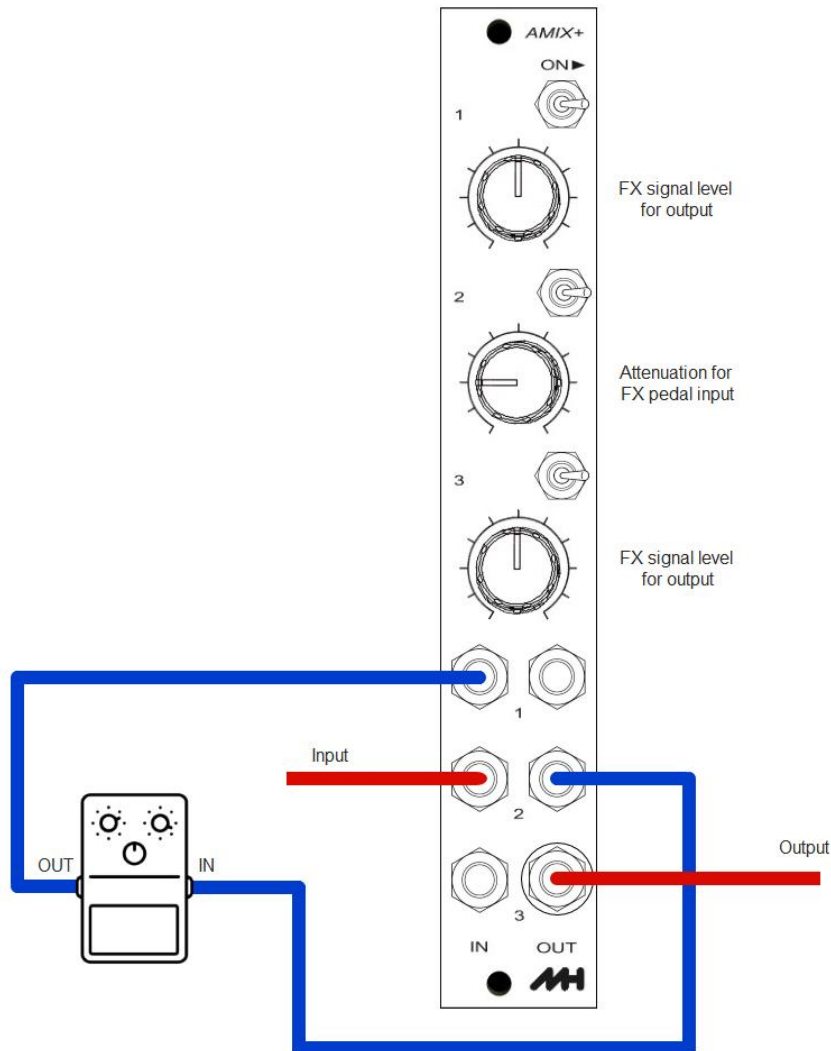 AMIX+
ON►
1
FX signal level
for output
2
Attenuation for
FX pedal input
3
FX signal level
for output
1
Input
2
OUT
IN
Output
3
IN
OUT
MH